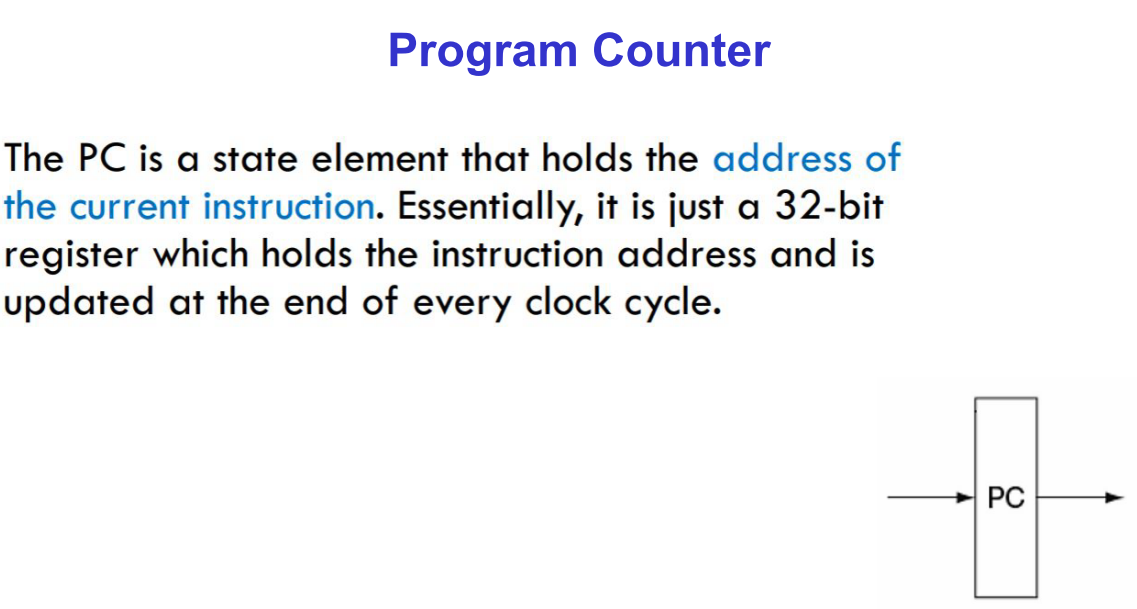 Program Counter
The PC is a state element that holds the address of
the current instruction. Essentially, it is just a 32-bit
register which holds the instruction address and is
updated at the end of every clock cycle.
PC